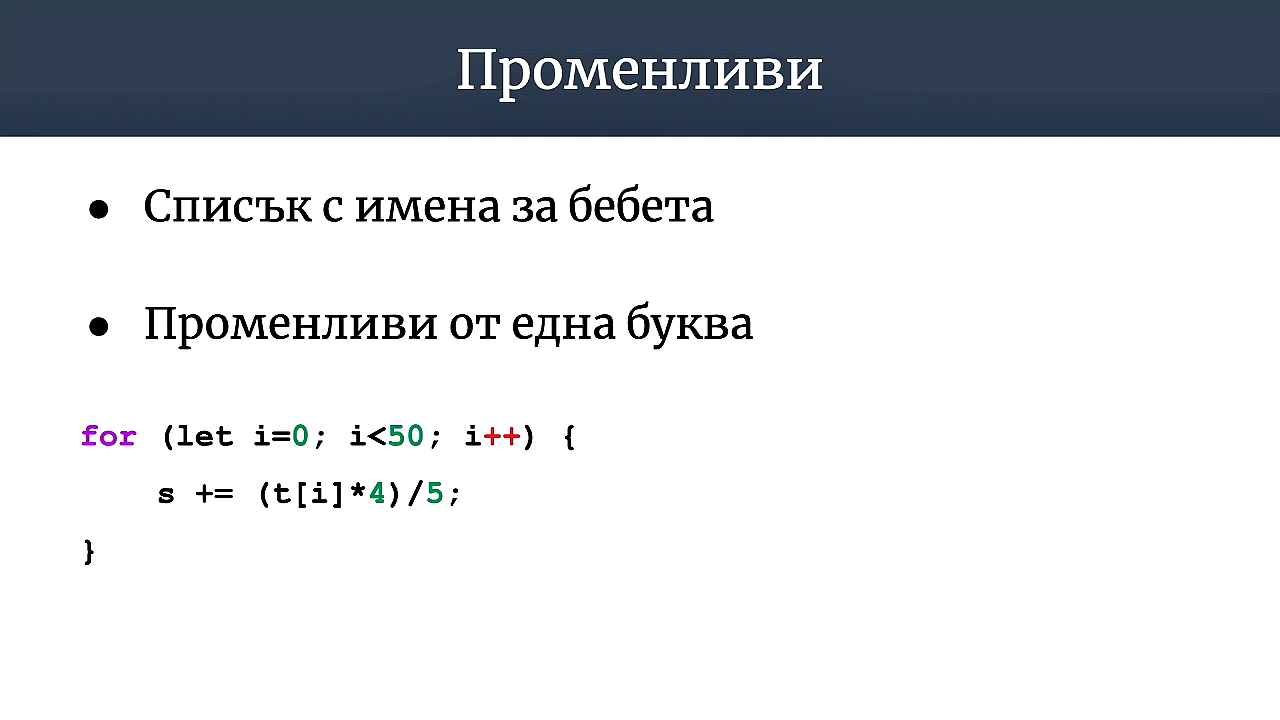 Променливи
● Списък с имена за бебета
● Променливи от една буква
for (let i=0; i<50; i++) {
    s += (t[i]*4)/5;
}